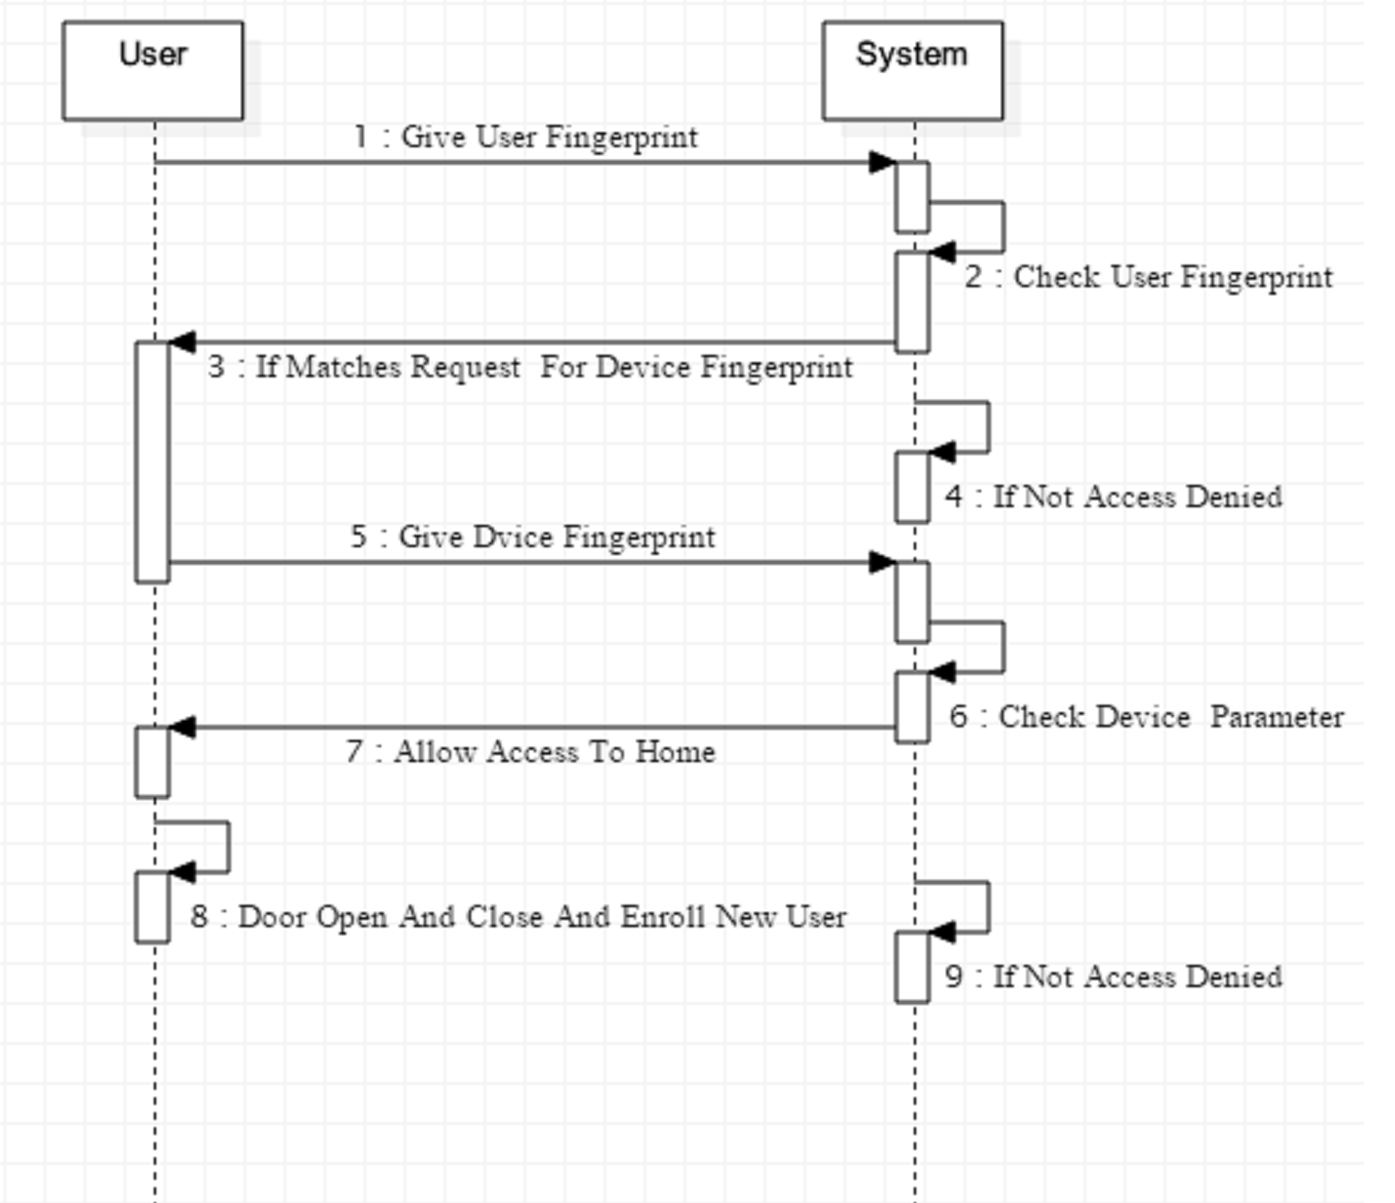 User
System
1 : Give User Fingerprint
2 : Check User Fingerprint
3 : If Matches Request  For Device Fingerprint
4 : If Not Access Denied
5 : Give Dvice Fingerprint
6 : Check Device  Parameter
7 : Allow Access To Home
8 : Door Open And Close And Enroll New User
9 : If Not Access Denied